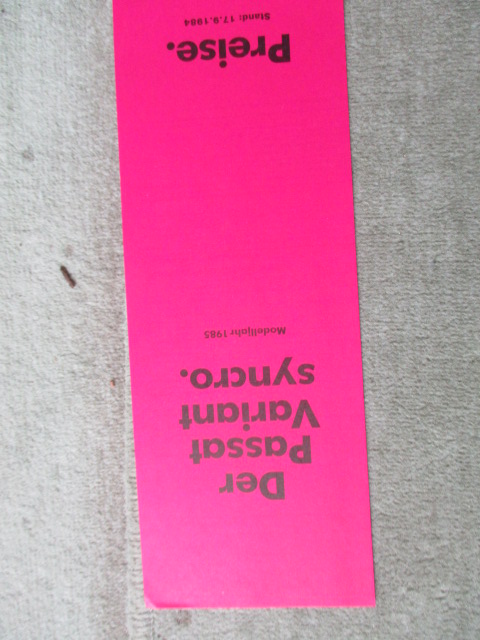 Der
Passat
Variant
syncro.
Modelljahr 1985
Preise.
Stand: 17.9.1984